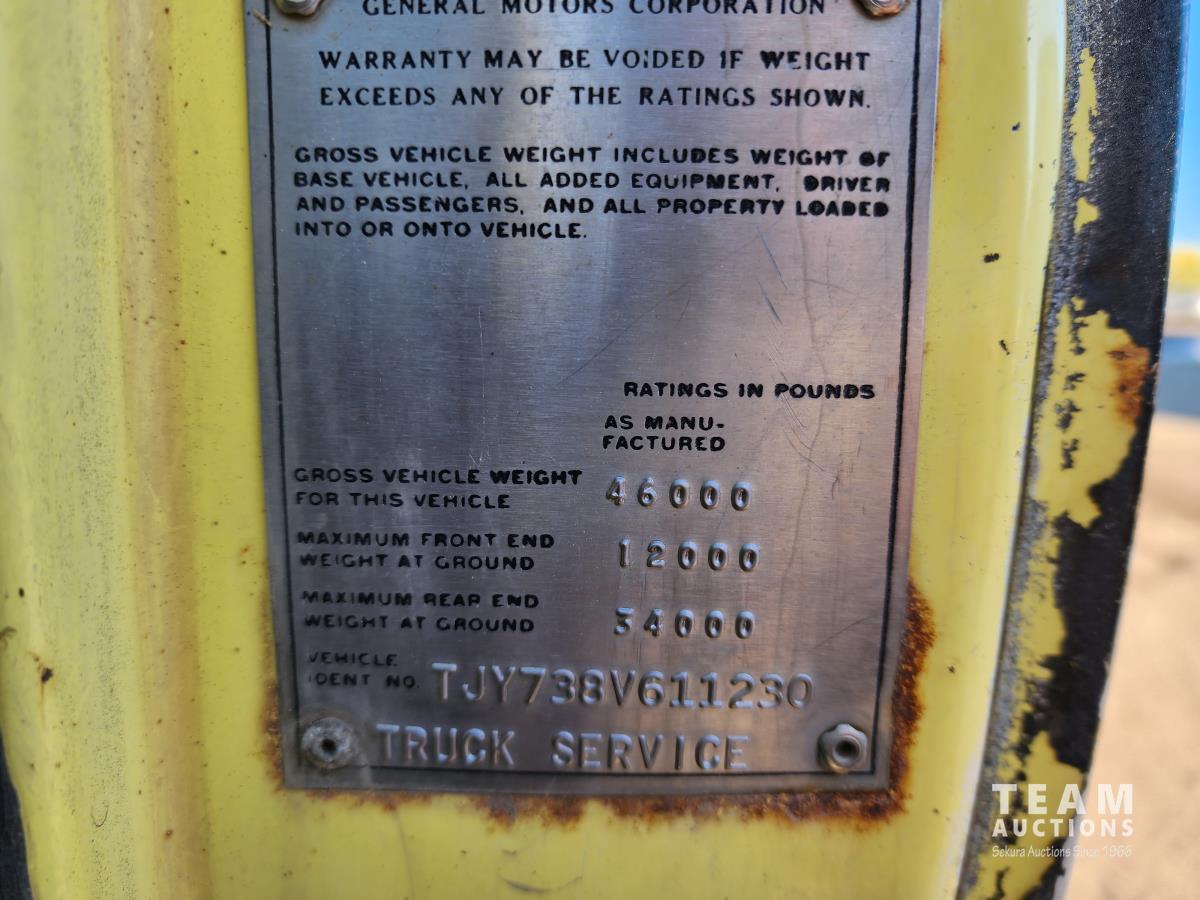 GENERAL MOTORS CORPORATION
WARRANTY MAY BE VOIDED IF WEIGHT
EXCEEDS ANY OF THE RATINGS SHOWN.
GROSS VEHICLE WEIGHT INCLUDES WEIGHT OF
BASE VEHICLE, ALL ADDED EQUIPMENT, DRIVER
AND PASSENGERS, AND ALL PROPERTY LOADED
INTO OR ONTO VEHICLE.
RATINGS IN POUNDS
AS MANU-
FACTURED
GROSS VEHICLE WEIGHT
FOR THIS VEHICLE 46000
MAXIMUM FRONT END
WEIGHT AT GROUND 12000
MAXIMUM REAR END
WEIGHT AT GROUND 34000
VEHICLE
IDENT NO. TJY738V611230
TRUCK SERVICE
TEAM
AUCTIONS
Sekura Auctions Since 1966